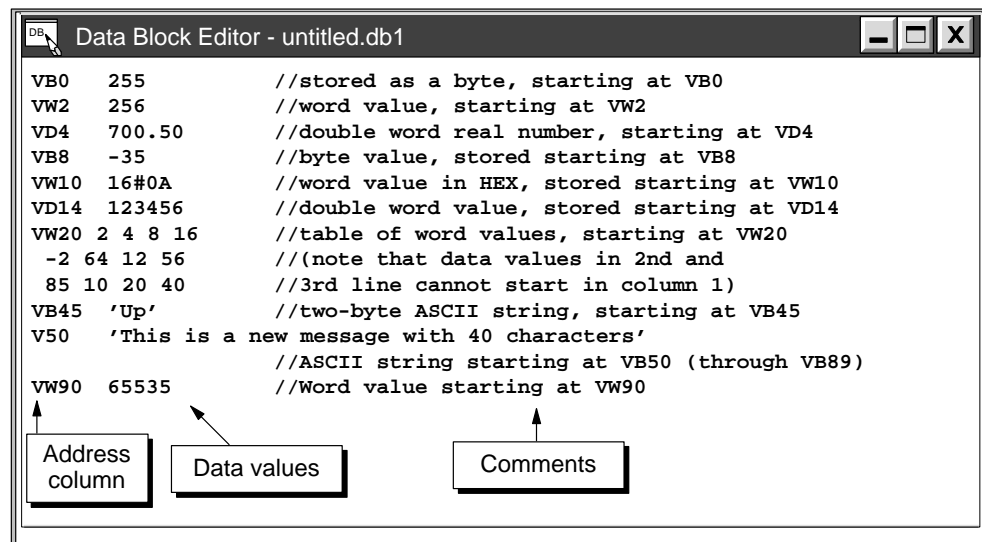 DB
Data Block Editor - untitled.db1
VB0 255 //stored as a byte, starting at VB0
VW2 256 //word value, starting at VW2
VD4 700.50 //double word real number, starting at VD4
VB8 -35 //byte value, stored starting at VB8
VW10 16#0A //word value in HEX, stored starting at VW10
VD14 123456 //double word value, stored starting at VD14
VW20 2 4 8 16 //table of word values, starting at VW20
-2 64 12 56 //(note that data values in 2nd and
85 10 20 40 //3rd line cannot start in column 1)
VB45 ’Up’ //two-byte ASCII string, starting at VB45
V50 ’This is a new message with 40 characters’
//ASCII string starting at VB50 (through VB89)
VW90 65535 //Word value starting at VW90
Address
column
Data values
Comments